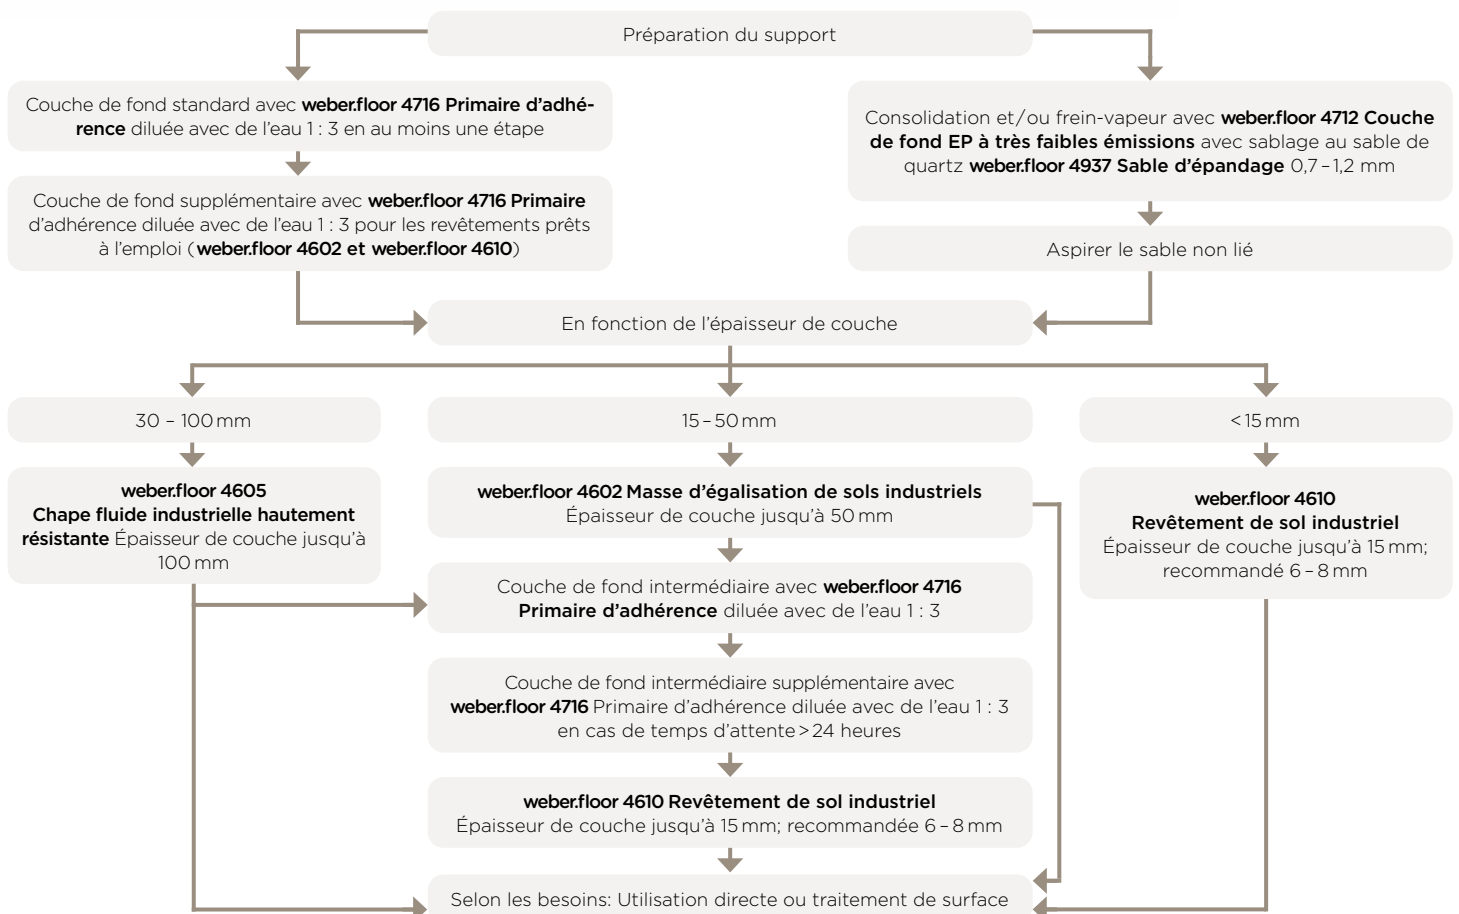 Préparation du support
Couche de fond standard avec weber.floor 4716 Primaire d'adhé-
rence diluée avec de l'eau 1 : 3 en au moins une étape
Couche de fond supplémentaire avec weber.floor 4716 Primaire
d'adhérence diluée avec de l'eau 1 : 3 pour les revêtements prêts
à l'emploi (weber.floor 4602 et weber.floor 4610)
Consolidation et/ou frein-vapeur avec weber.floor 4712 Couche
de fond EP à très faibles émissions avec sablage au sable de
quartz weber.floor 4937 Sable d'épandage 0,7 – 1,2 mm
Aspirer le sable non lié
En fonction de l'épaisseur de couche
30 – 100 mm
15 – 50 mm
< 15 mm
weber.floor 4605
Chape fluide industrielle hautement
résistante Épaisseur de couche jusqu'à
100 mm
weber.floor 4602 Masse d'égalisation de sols industriels
Épaisseur de couche jusqu'à 50 mm
weber.floor 4610
Revêtement de sol industriel
Épaisseur de couche jusqu'à 15 mm;
recommandé 6 – 8 mm
Couche de fond intermédiaire avec weber.floor 4716
Primaire d'adhérence diluée avec de l'eau 1 : 3
Couche de fond intermédiaire supplémentaire avec
weber.floor 4716 Primaire d'adhérence diluée avec de l'eau 1 : 3
en cas de temps d'attente > 24 heures
weber.floor 4610 Revêtement de sol industriel
Épaisseur de couche jusqu'à 15 mm; recommandée 6 – 8 mm
Selon les besoins: Utilisation directe ou traitement de surface